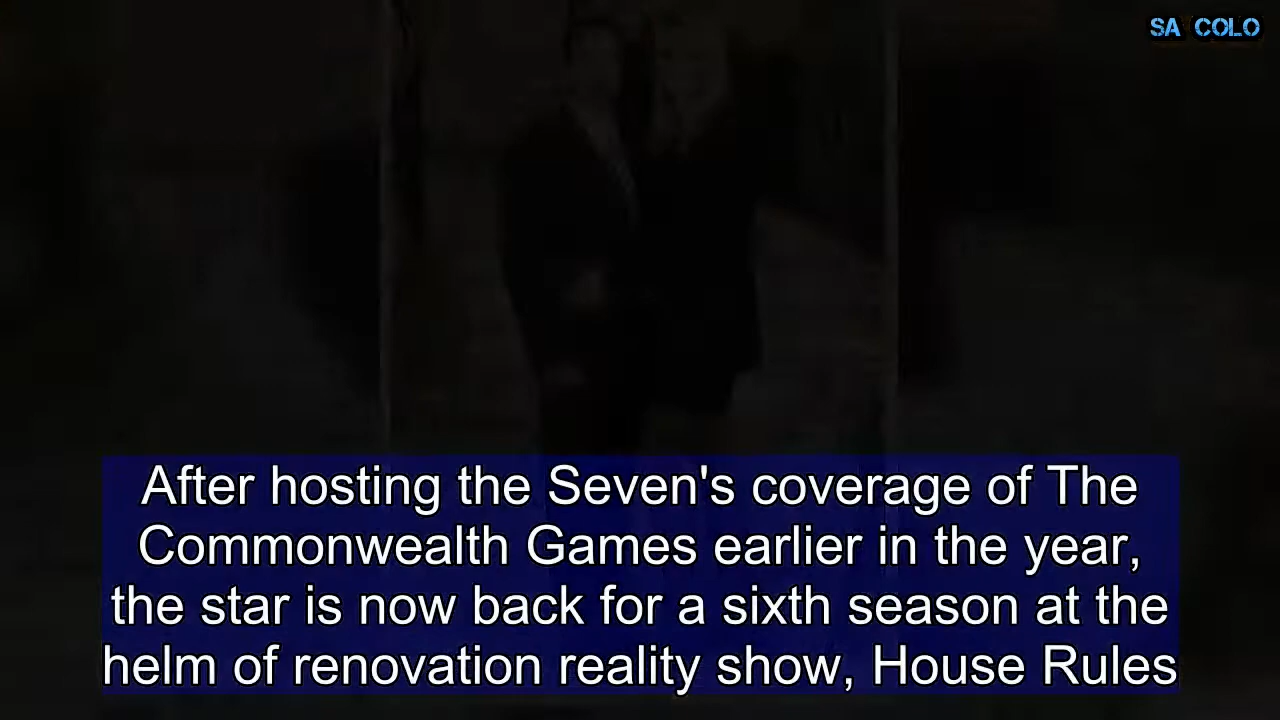 SA COLO
After hosting the Seven's coverage of The
Commonwealth Games earlier in the year,
the star is now back for a sixth season at the
helm of renovation reality show, House Rules